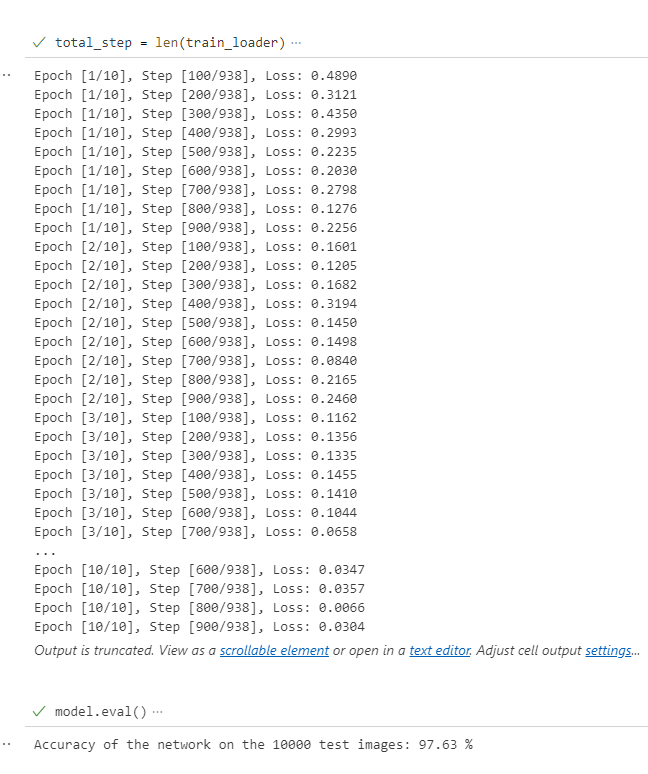 total_step = len(train_loader) ...
Epoch [1/10], Step [100/938], Loss: 0.4890
Epoch [1/10], Step [200/938], Loss: 0.3121
Epoch [1/10], Step [300/938], Loss: 0.4350
Epoch [1/10], Step [400/938], Loss: 0.2993
Epoch [1/10], Step [500/938], Loss: 0.2235
Epoch [1/10], Step [600/938], Loss: 0.2030
Epoch [1/10], Step [700/938], Loss: 0.2798
Epoch [1/10], Step [800/938], Loss: 0.1276
Epoch [1/10], Step [900/938], Loss: 0.2256
Epoch [2/10], Step [100/938], Loss: 0.1601
Epoch [2/10], Step [200/938], Loss: 0.1205
Epoch [2/10], Step [300/938], Loss: 0.1682
Epoch [2/10], Step [400/938], Loss: 0.3194
Epoch [2/10], Step [500/938], Loss: 0.1450
Epoch [2/10], Step [600/938], Loss: 0.1498
Epoch [2/10], Step [700/938], Loss: 0.0840
Epoch [2/10], Step [800/938], Loss: 0.2165
Epoch [2/10], Step [900/938], Loss: 0.2460
Epoch [3/10], Step [100/938], Loss: 0.1162
Epoch [3/10], Step [200/938], Loss: 0.1356
Epoch [3/10], Step [300/938], Loss: 0.1335
Epoch [3/10], Step [400/938], Loss: 0.1455
Epoch [3/10], Step [500/938], Loss: 0.1410
Epoch [3/10], Step [600/938], Loss: 0.1044
Epoch [3/10], Step [700/938], Loss: 0.0658
...
Epoch [10/10], Step [600/938], Loss: 0.0347
Epoch [10/10], Step [700/938], Loss: 0.0357
Epoch [10/10], Step [800/938], Loss: 0.0066
Epoch [10/10], Step [900/938], Loss: 0.0304
Output is truncated. View as a scrollable element or open in a text editor. Adjust cell output settings...
model.eval() ...
Accuracy of the network on the 10000 test images: 97.63 %